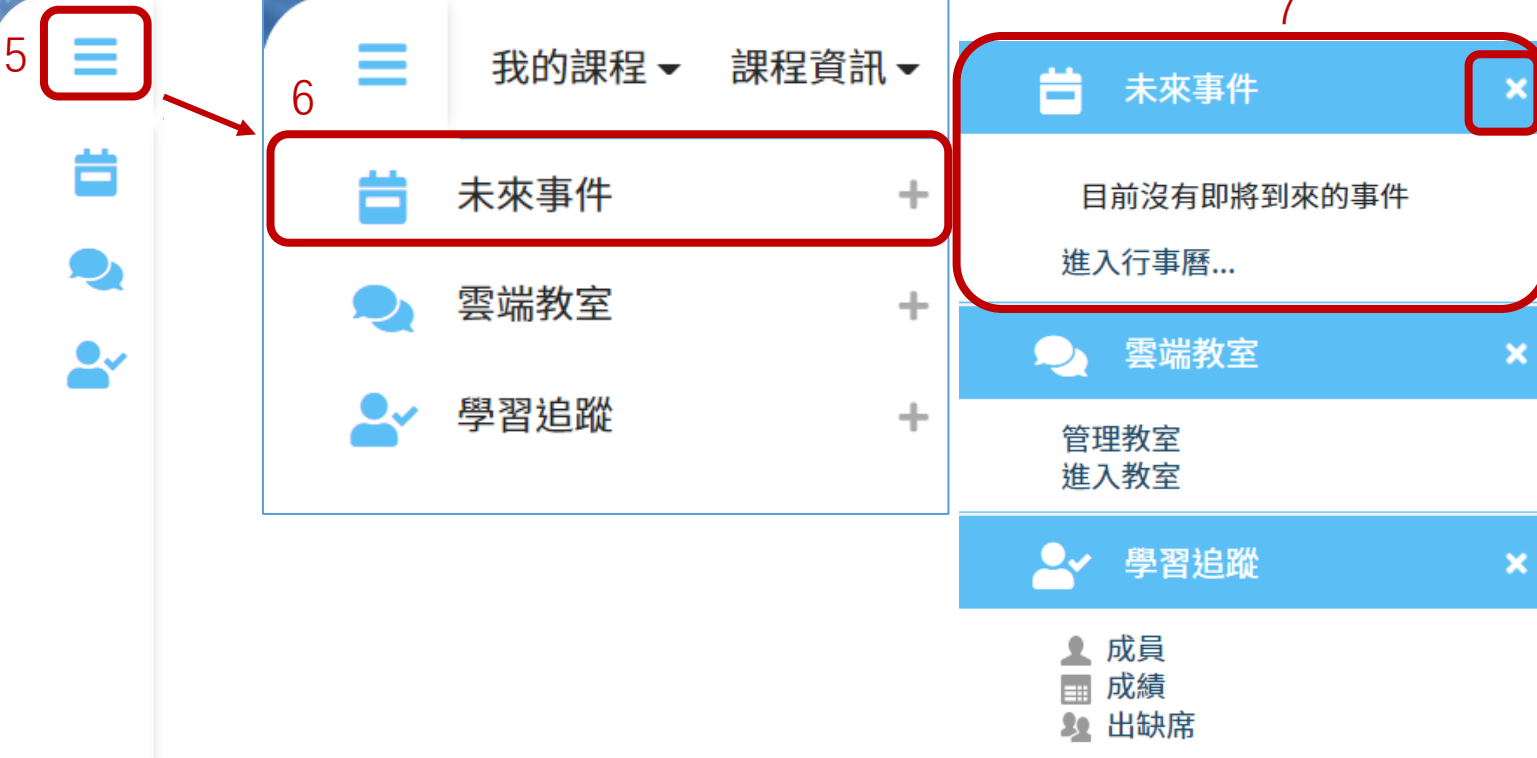 5
6
我的課程 課程資訊
未來事件
雲端教室
學習追蹤
7
未來事件
目前沒有即將到來的事件
進入行事曆...
雲端教室
管理教室
進入教室
學習追蹤
成員
成績
出缺席